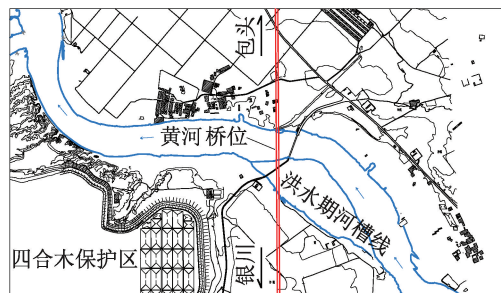 包头
黄河桥位
洪水期河槽线
四合木保护区
银川